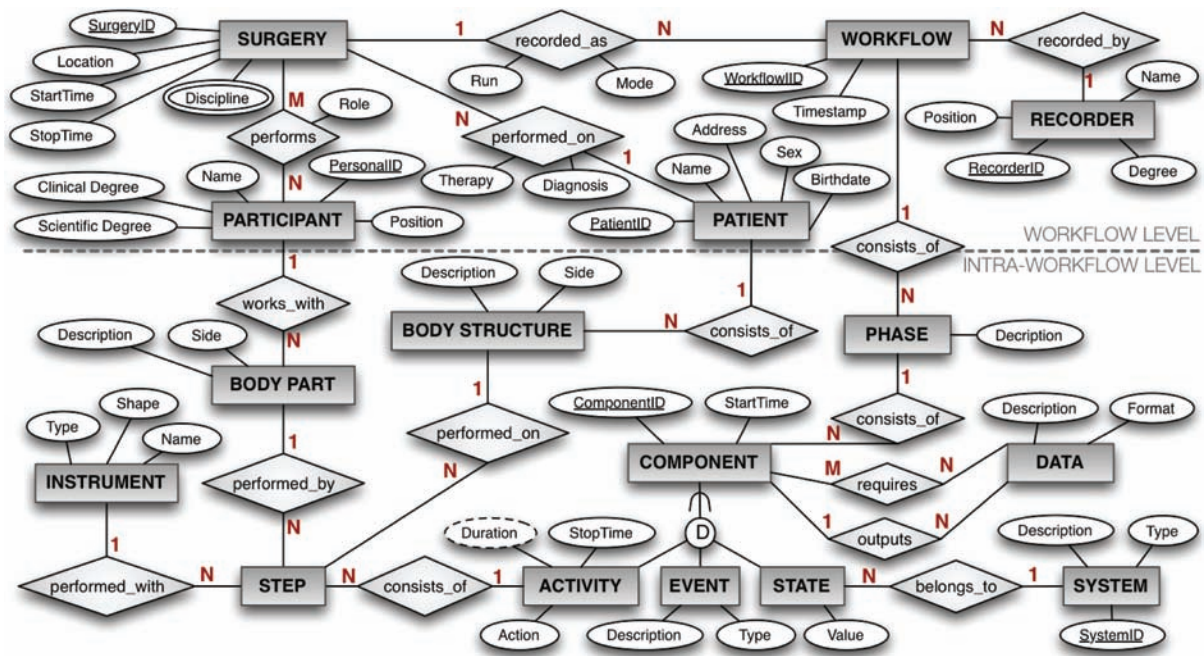 SurgeryID
SURGERY
1
recorded_as
N
WORKFLOW
N
recorded_by
Location
Run
Mode
WorkflowIID
1
Name
StartTime
Discipline
M
Role
N
Timestamp
StopTime
performs
performed_on
Address
Position
RECORDER
Sex
1
Name
PersonalID
N
Therapy
Diagnosis
Name
Birthdate
RecorderID
Degree
Clinical Degree
Scientific Degree
PARTICIPANT
Position
PatientID
PATIENT
1
consists_of
WORKFLOW LEVEL
INTRA-WORKFLOW LEVEL
1
Description
Side
1
N
works_with
BODY STRUCTURE
N
consists_of
PHASE
Decription
Description
Side
N
BODY PART
1
1
Shape
ComponentID
StartTime
consists_of
Description
Format
Type
Name
1
performed_on
N
INSTRUMENT
performed_by
N
COMPONENT
M
requires
N
DATA
1
N
Duration
StopTime
D
1
outputs
N
Description
Type
performed_with
N
STEP
N
consists_of
1
ACTIVITY
EVENT
STATE
N
belongs_to
1
SYSTEM
Action
Description
Type
Value
SystemID